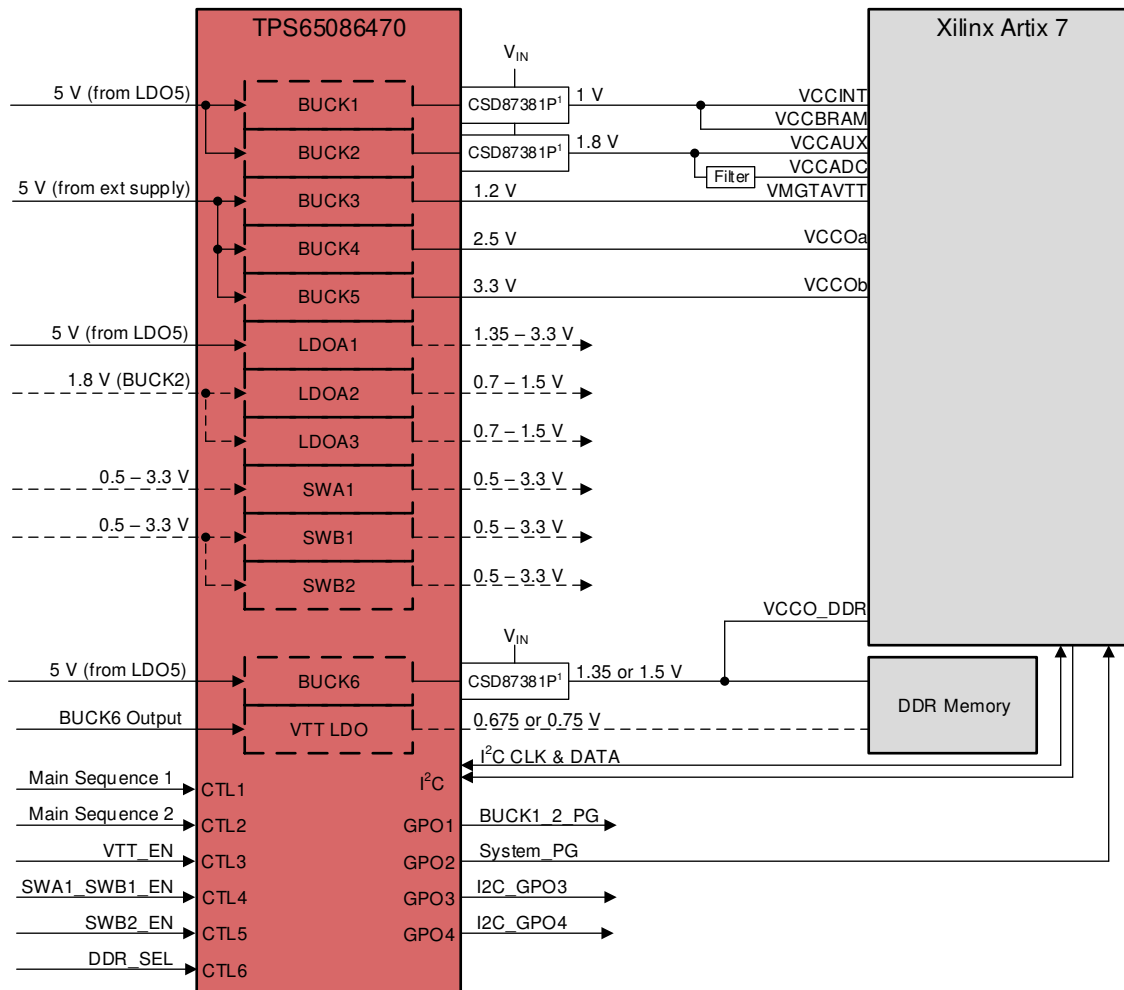 TPS65086470
Xilinx Artix 7
V_IN
5 V (from LDO5)
BUCK1
CSD87381P¹
1 V
VCCINT
VCCBRAM
BUCK2
CSD87381P¹
1.8 V
VCCAUX
Filter
VCCADC
5 V (from ext supply)
BUCK3
1.2 V
VMGTAVTT
BUCK4
2.5 V
VCCOa
BUCK5
3.3 V
VCCOb
5 V (from LDO5)
LDOA1
1.35 – 3.3 V
1.8 V (BUCK2)
LDOA2
0.7 – 1.5 V
LDOA3
0.7 – 1.5 V
0.5 – 3.3 V
SWA1
0.5 – 3.3 V
0.5 – 3.3 V
SWB1
0.5 – 3.3 V
SWB2
0.5 – 3.3 V
VCCO_DDR
V_IN
5 V (from LDO5)
BUCK6
CSD87381P¹
1.35 or 1.5 V
DDR Memory
BUCK6 Output
VTT LDO
0.675 or 0.75 V
I²C CLK & DATA
I²C
Main Sequence 1
CTL1
Main Sequence 2
CTL2
GPO1
BUCK1_2_PG
VTT_EN
CTL3
GPO2
System_PG
SWA1_SWB1_EN
CTL4
GPO3
I2C_GPO3
SWB2_EN
CTL5
GPO4
I2C_GPO4
DDR_SEL
CTL6